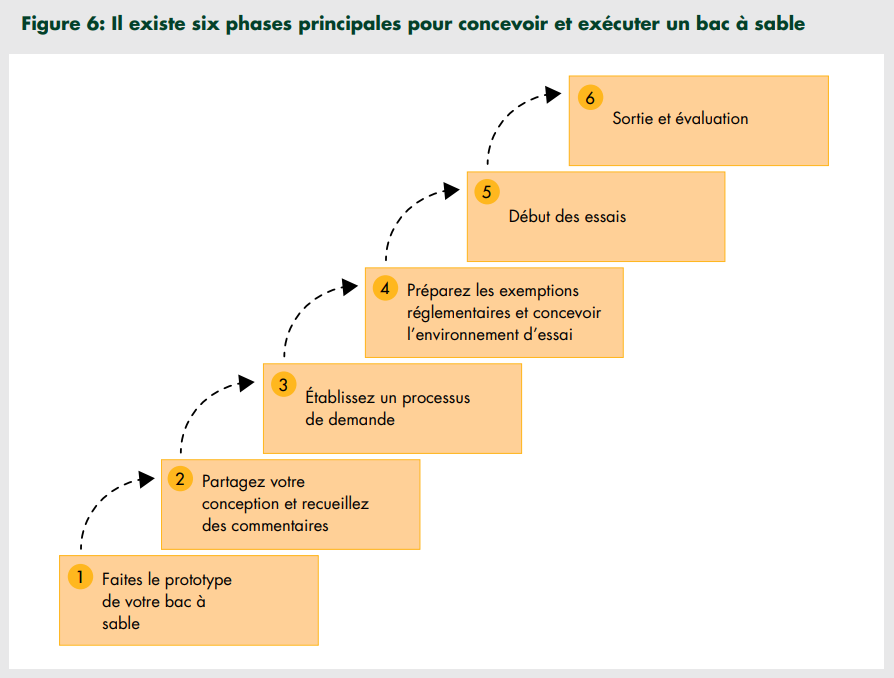 Figure 6: Il existe six phases principales pour concevoir et exécuter un bac à sable
6
Sortie et évaluation
5
Début des essais
4
Préparez les exemptions
réglementaires et concevoir
l’environnement d’essai
3
Établissez un processus
de demande
2
Partagez votre
conception et recueillez
des commentaires
1
Faites le prototype
de votre bac à
sable